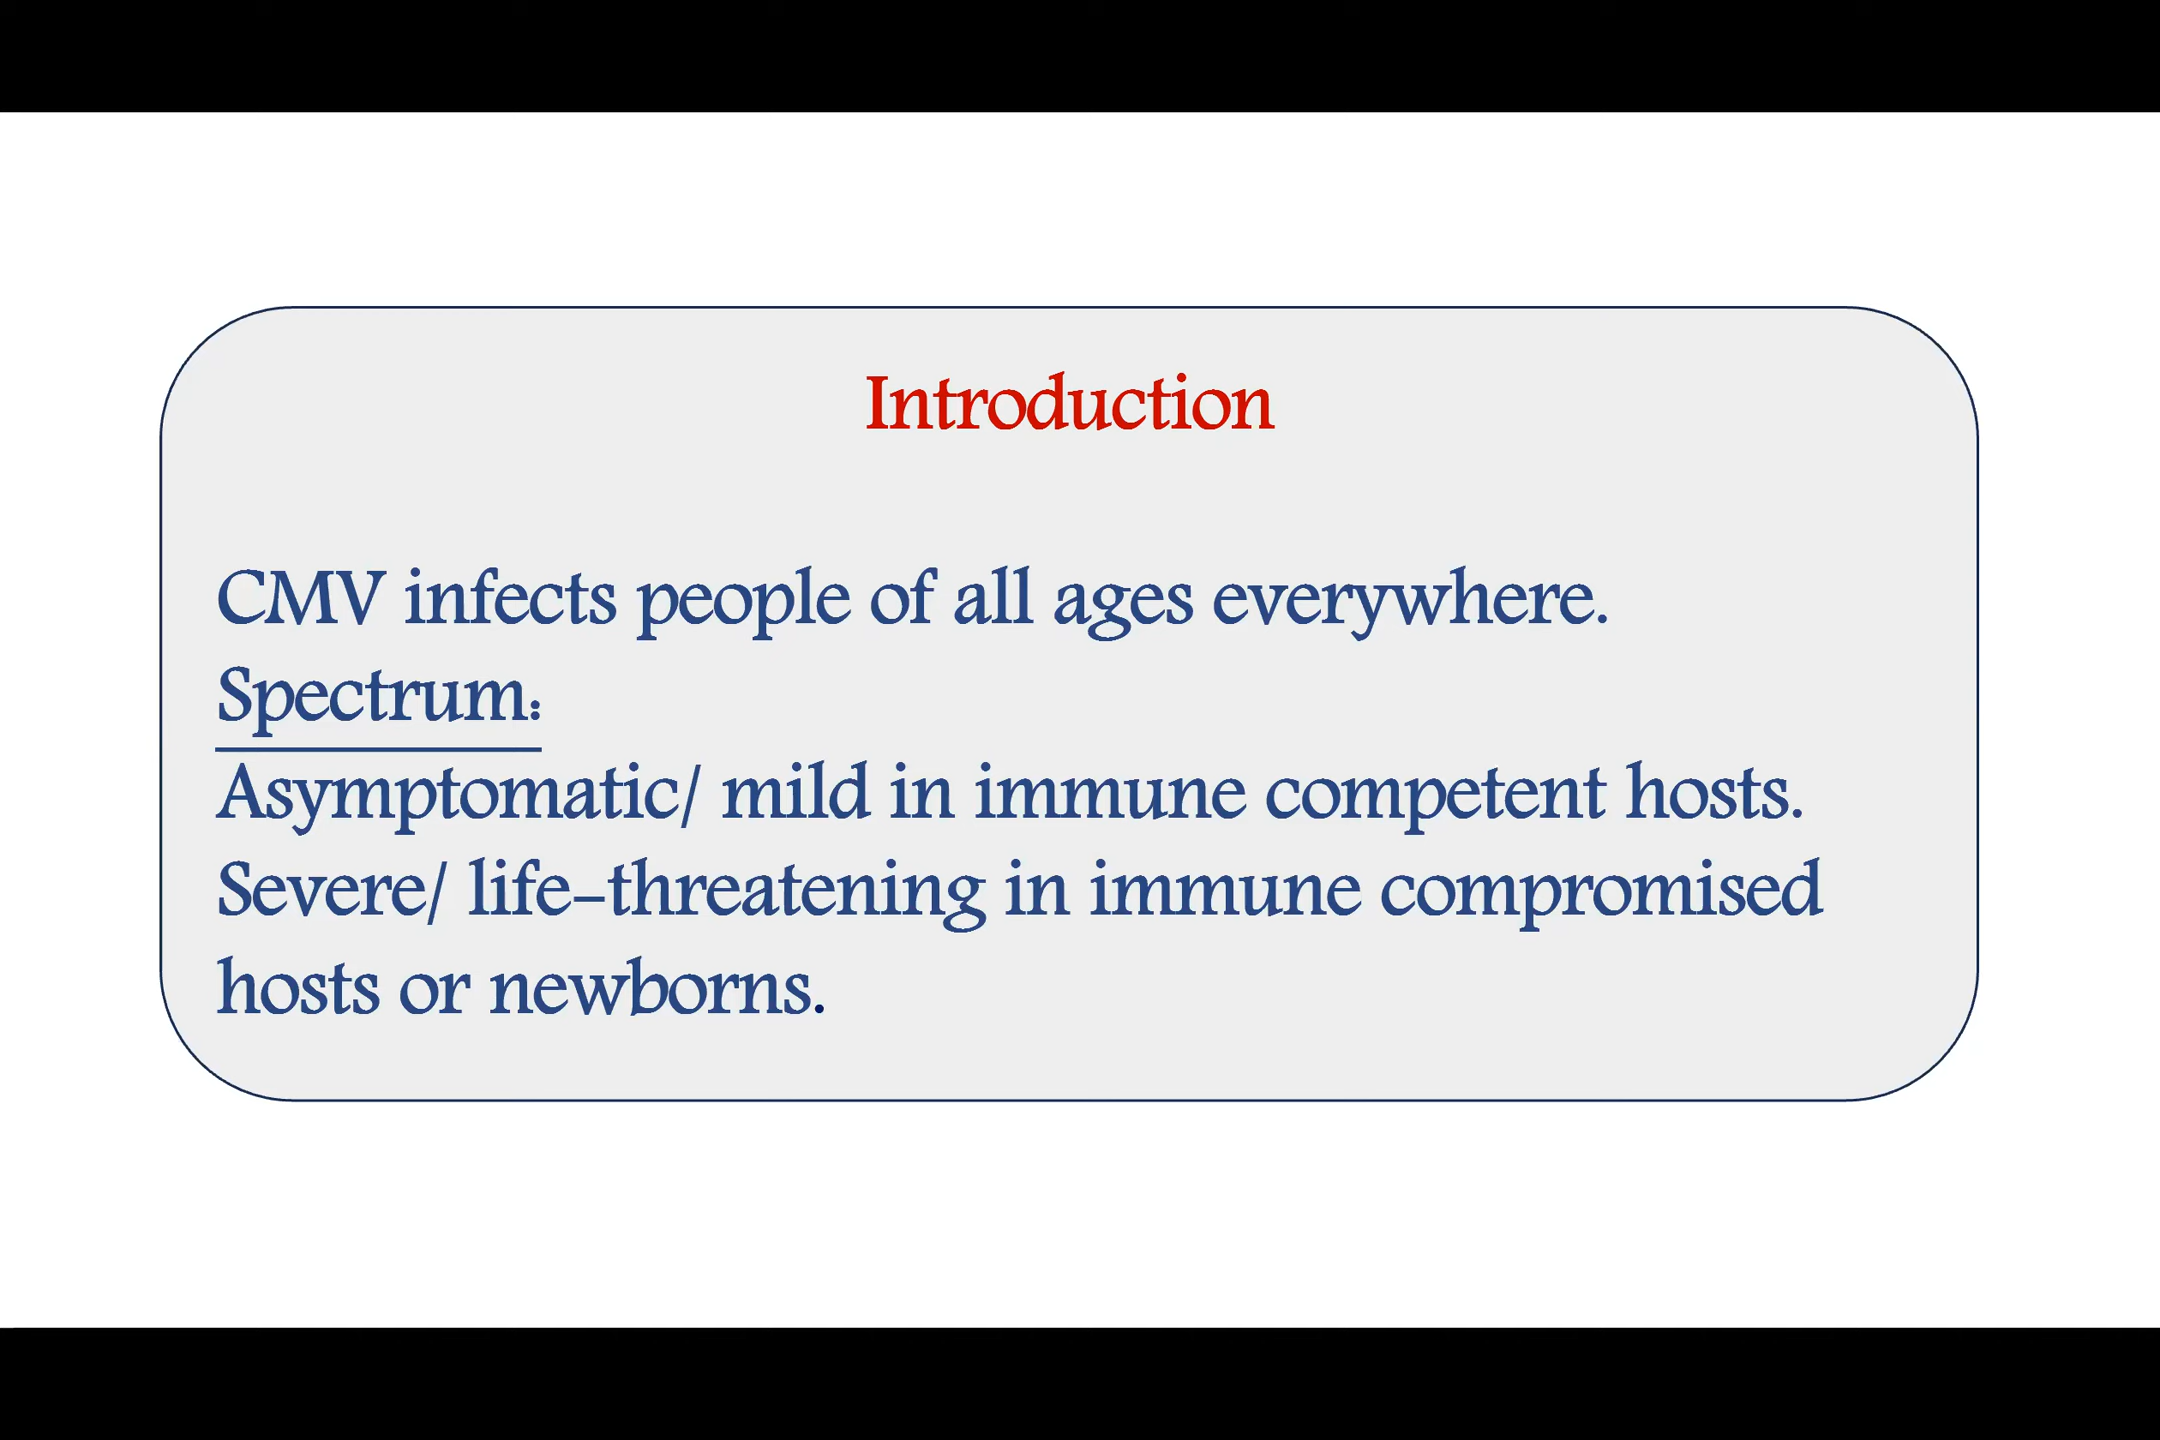 Introduction
CMV infects people of all ages everywhere.
Spectrum:
Asymptomatic/ mild in immune competent hosts.
Severe/ life-threatening in immune compromised
hosts or newborns.